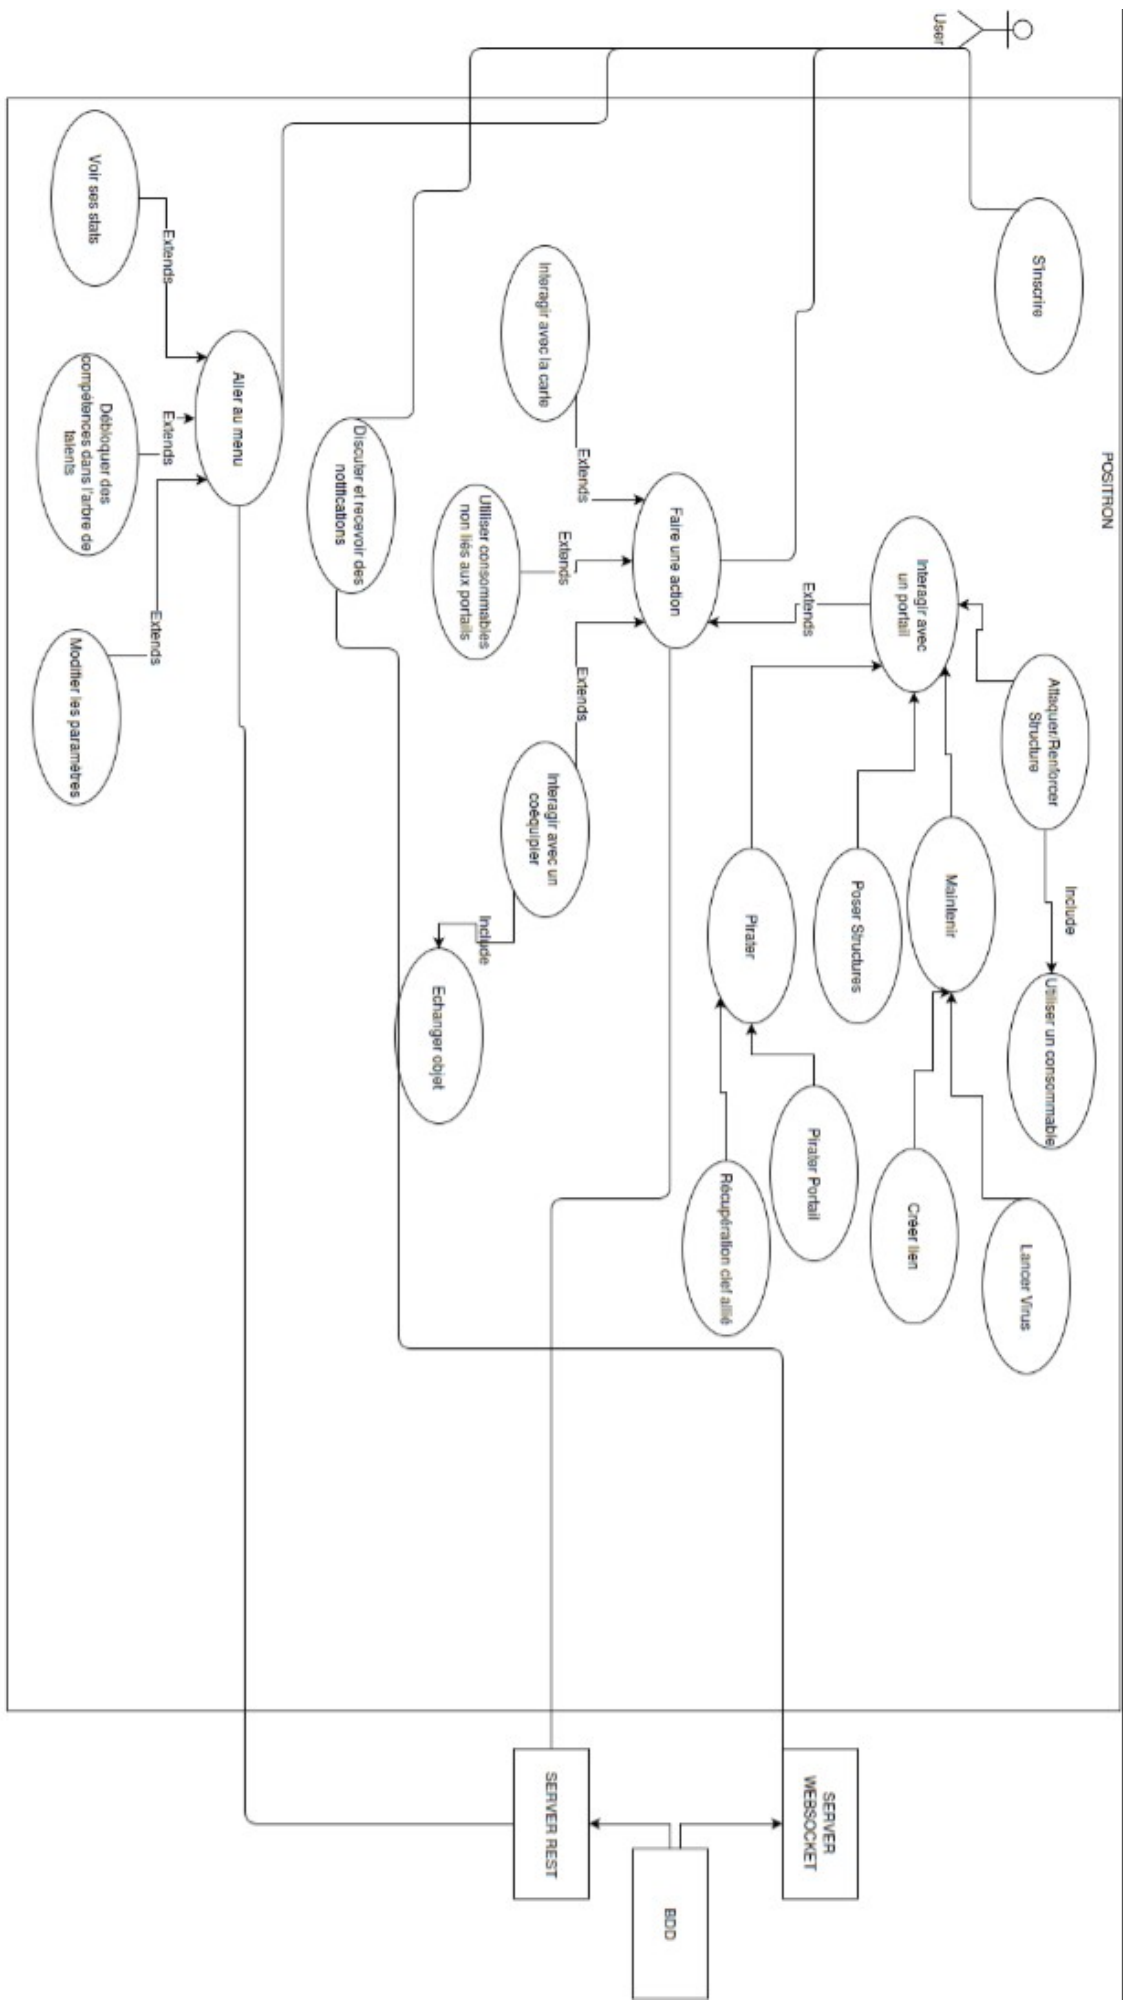 User
POSITRON
S'inscrire
Attaquer/Renforcer
Structure
Include
Utiliser un consommable
Lancer Virus
Maintenir
Créer lien
Interagir avec
un portail
Poser Structures
Pirater Portail
Pirater
Récupération clef allié
Extends
Faire une action
Interagir avec la carte
Extends
Utiliser consommables
non liés aux portails
Extends
Extends
Interagir avec un
coéquipier
Include
Echanger objet
Discuter et recevoir des
notifications
Aller au menu
Voir ses stats
Extends
Débloquer des
compétences dans l'arbre de
talents
Extends
Extends
Modifier les paramètres
SERVER
WEBSOCKET
SERVER REST
BDD